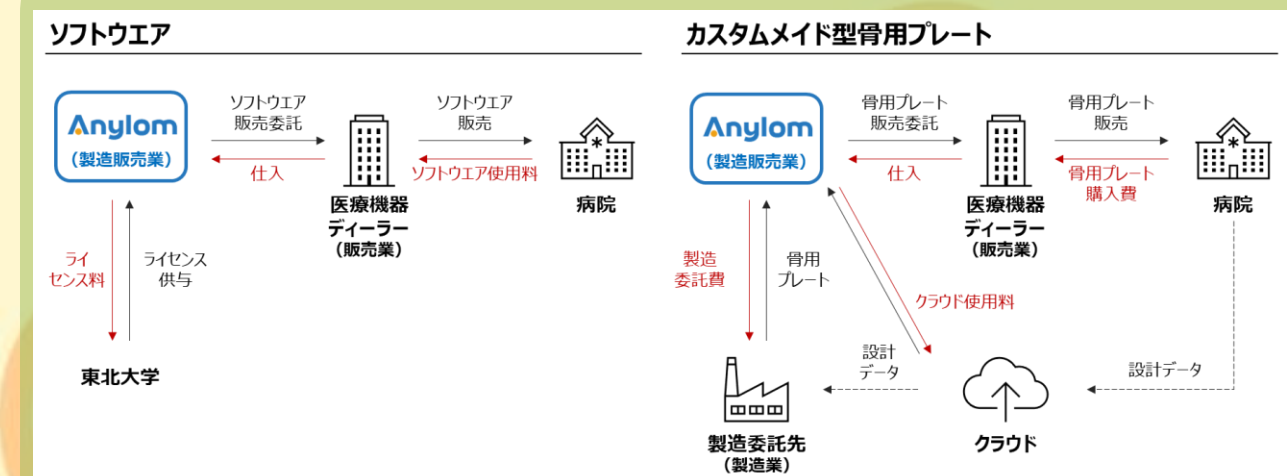 ソフトウエア
Anylom
(製造販売業)
ソフトウエア
販売委託
仕入
医療機器
ディーラー
(販売業)
ソフトウエア
販売
ソフトウエア使用料
病院
ライ
センス料
ライセンス
供与
東北大学
カスタムメイド型骨用プレート
Anylom
(製造販売業)
骨用プレート
販売委託
仕入
医療機器
ディーラー
(販売業)
骨用プレート
販売
骨用プレート
購入費
病院
製造
委託費
骨用
プレート
クラウド使用料
設計
データ
設計データ
製造委託先
(製造業)
クラウド